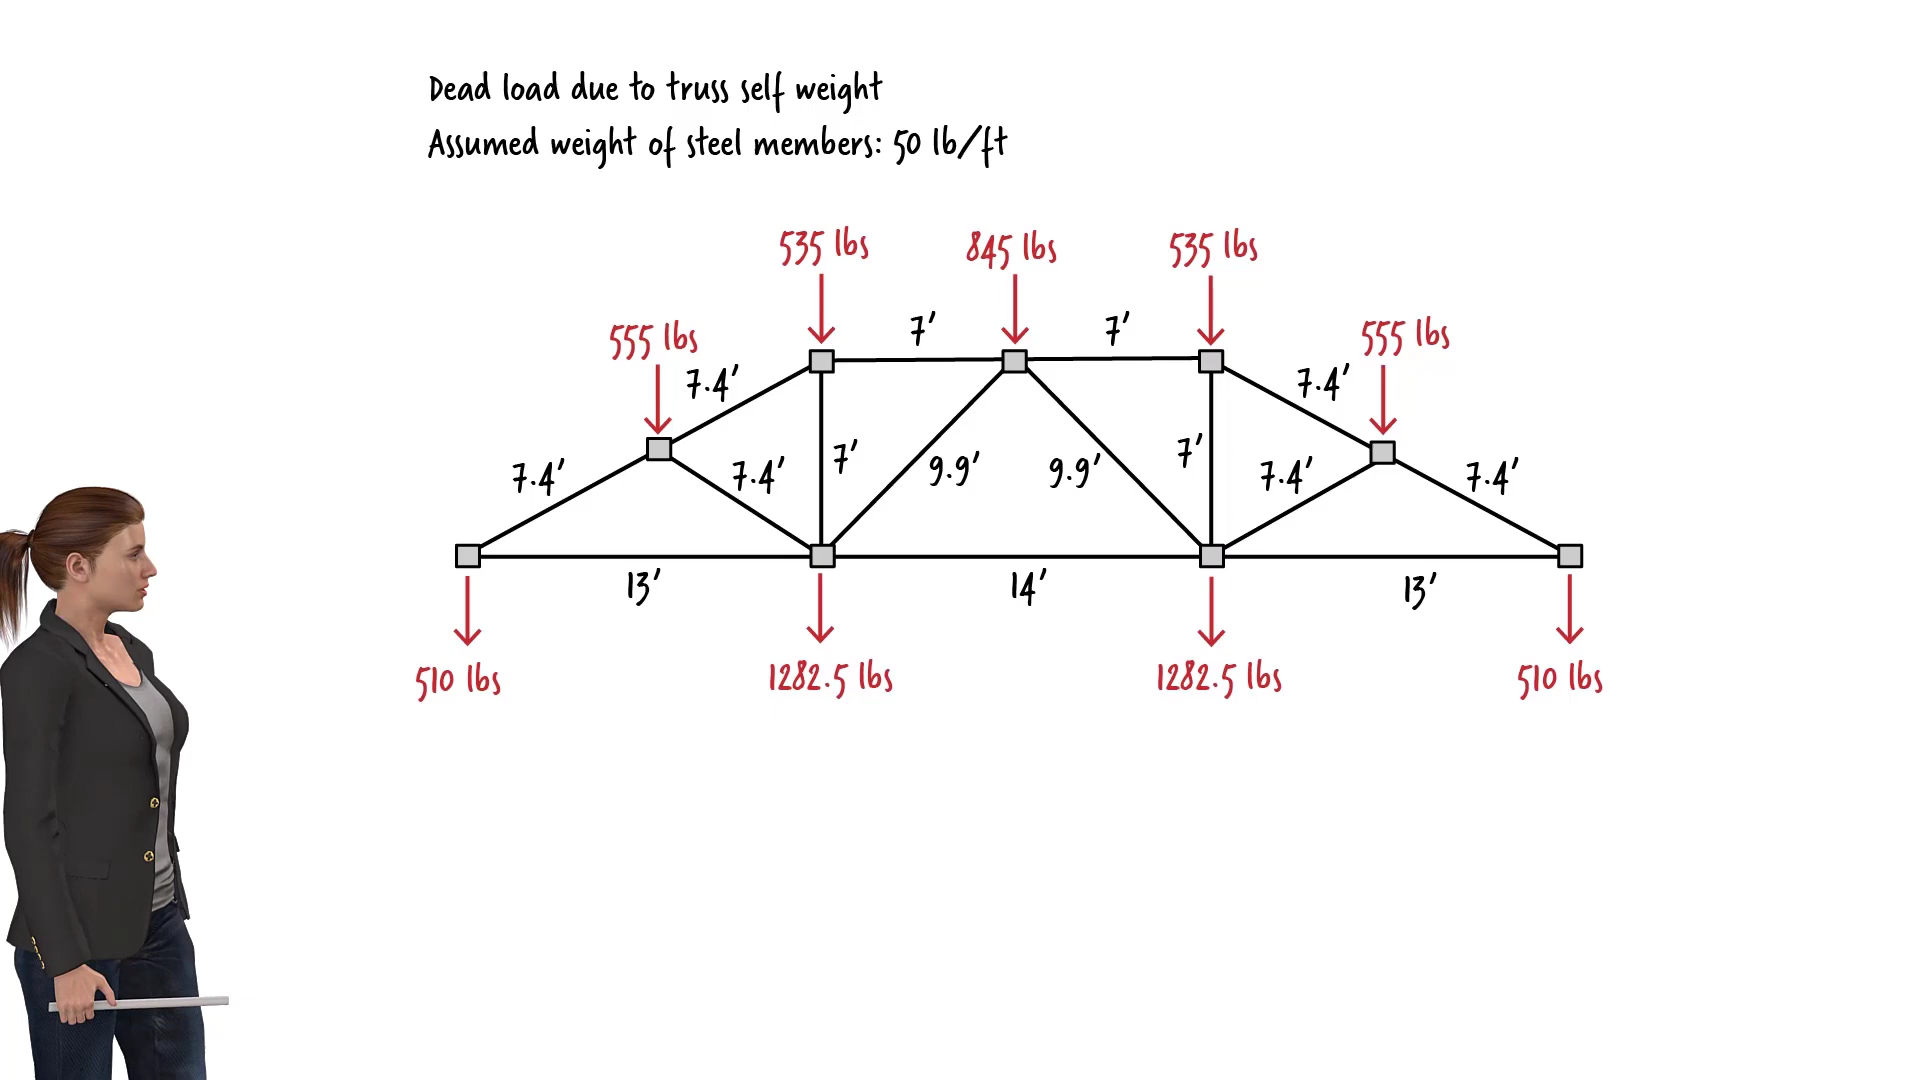 Dead load due to truss self weight
Assumed weight of steel members: 50 lb/ft
535 lbs
845 lbs
535 lbs
555 lbs
7'
7'
555 lbs
7.4'
7.4'
7.4'
7.4'
7'
9.9'
9.9'
7'
7.4'
7.4'
13'
14'
13'
510 lbs
1282.5 lbs
1282.5 lbs
510 lbs